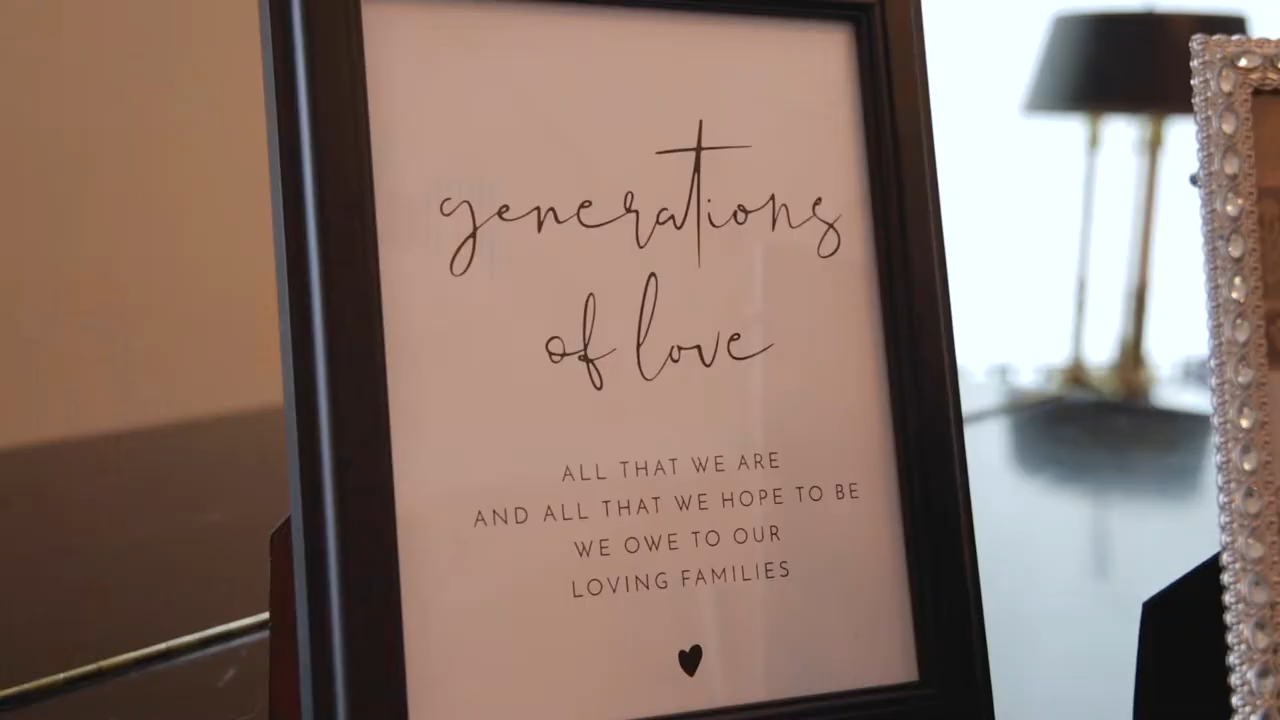 generations
of love
ALL THAT WE ARE
AND ALL THAT WE HOPE TO BE
WE OWE TO OUR
LOVING FAMILIES